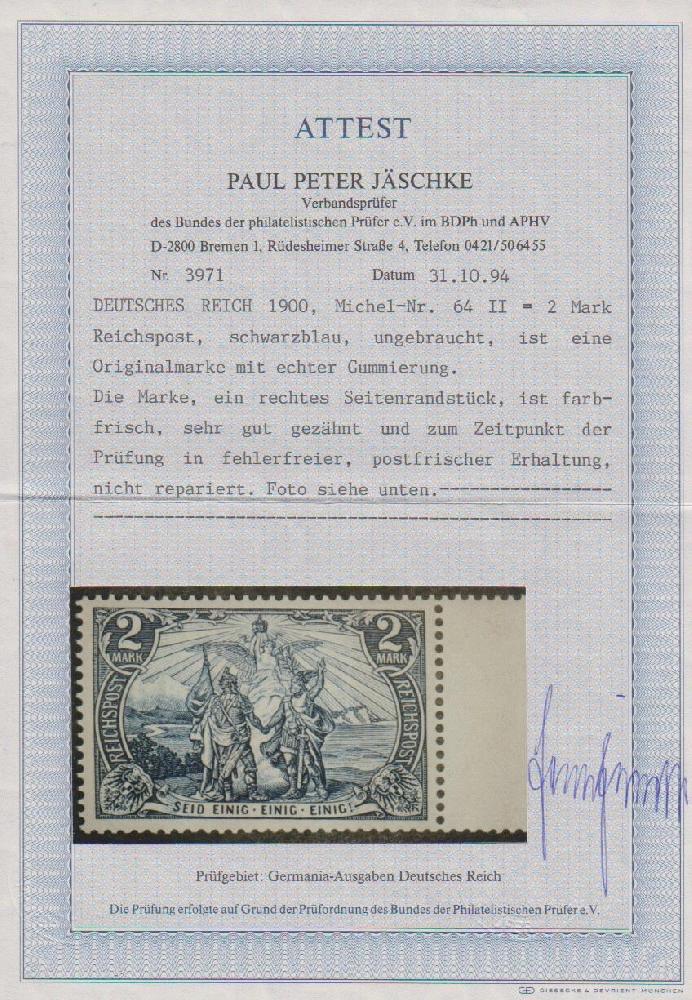 ATTEST
PAUL PETER JÄSCHKE
Verbandsprüfer
des Bundes der philatelistischen Prüfer e.V. im BDPh und APHV
D-2800 Bremen 1, Rüdesheimer Straße 4, Telefon 0421/506455
Nr. 3971 Datum 31.10.94
DEUTSCHES REICH 1900, Michel-Nr. 64 II = 2 Mark
Reichspost, schwarzblau, ungebraucht, ist eine
Originalmarke mit echter Gummierung.
Die Marke, ein rechtes Seitenrandstück, ist farb-
frisch, sehr gut gezähnt und zum Zeitpunkt der
Prüfung in fehlerfreier, postfrischer Erhaltung,
nicht repariert. Foto siehe unten.
2 MARK
2 MARK
REICHSPOST
REICHSPOST
SEID EINIG · EINIG · EINIG!
Prüfgebiet: Germania-Ausgaben Deutsches Reich
Die Prüfung erfolgte auf Grund der Prüfordnung des Bundes der Philatelistischen Prüfer e.V.
GIESECKE & DEVRIENT MÜNCHEN